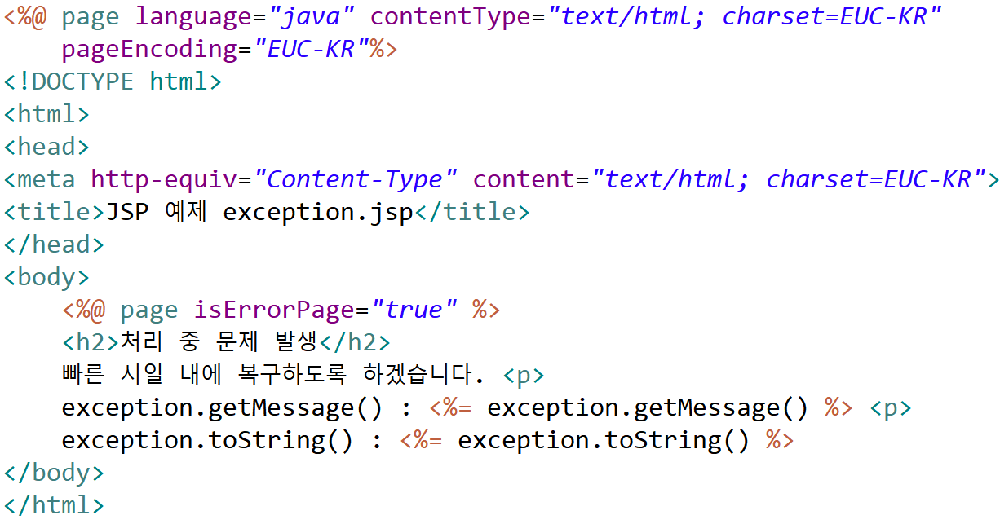 <%@ page language="java" contentType="text/html; charset=EUC-KR"
    pageEncoding="EUC-KR"%>
<!DOCTYPE html>
<html>
<head>
<meta http-equiv="Content-Type" content="text/html; charset=EUC-KR">
<title>JSP 예제 exception.jsp</title>
</head>
<body>
    <%@ page isErrorPage="true" %>
    <h2>처리 중 문제 발생</h2>
    빠른 시일 내에 복구하도록 하겠습니다. <p>
    exception.getMessage() : <%= exception.getMessage() %> <p>
    exception.toString() : <%= exception.toString() %>
</body>
</html>